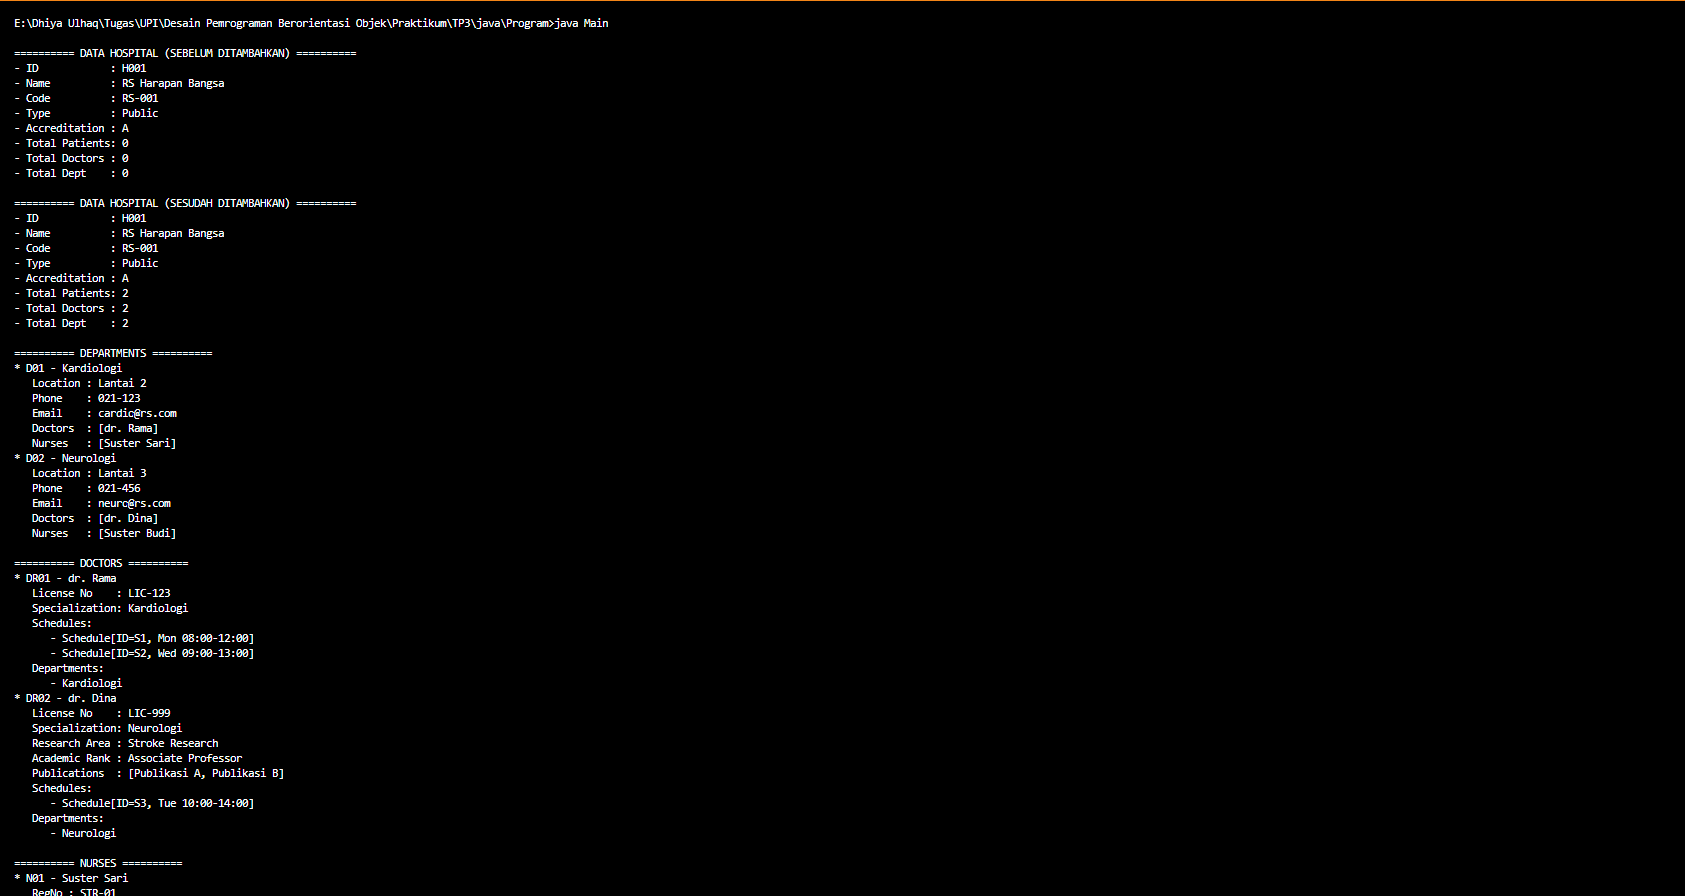 E:\Dhiya Ulhaq\Tugas\UPI\Desain Pemrograman Berorientasi Objek\Praktikum\TP3\java\Program>java Main
========== DATA HOSPITAL (SEBELUM DITAMBAHKAN) ==========
- ID            : H001
- Name          : RS Harapan Bangsa
- Code          : RS-001
- Type          : Public
- Accreditation : A
- Total Patients: 0
- Total Doctors : 0
- Total Dept    : 0
========== DATA HOSPITAL (SESUDAH DITAMBAHKAN) ==========
- ID            : H001
- Name          : RS Harapan Bangsa
- Code          : RS-001
- Type          : Public
- Accreditation : A
- Total Patients: 2
- Total Doctors : 2
- Total Dept    : 2
========== DEPARTMENTS ==========
* D01 - Kardiologi
   Location : Lantai 2
   Phone    : 021-123
   Email    : cardio@rs.com
   Doctors  : [dr. Rama]
   Nurses   : [Suster Sari]
* D02 - Neurologi
   Location : Lantai 3
   Phone    : 021-456
   Email    : neuro@rs.com
   Doctors  : [dr. Dina]
   Nurses   : [Suster Budi]
========== DOCTORS ==========
* DR01 - dr. Rama
   License No    : LIC-123
   Specialization: Kardiologi
   Schedules:
      - Schedule[ID=S1, Mon 08:00-12:00]
      - Schedule[ID=S2, Wed 09:00-13:00]
   Departments:
      - Kardiologi
* DR02 - dr. Dina
   License No    : LIC-999
   Specialization: Neurologi
   Research Area : Stroke Research
   Academic Rank : Associate Professor
   Publications  : [Publikasi A, Publikasi B]
   Schedules:
      - Schedule[ID=S3, Tue 10:00-14:00]
   Departments:
      - Neurologi
========== NURSES ==========
* N01 - Suster Sari
   RegNo : STR-01